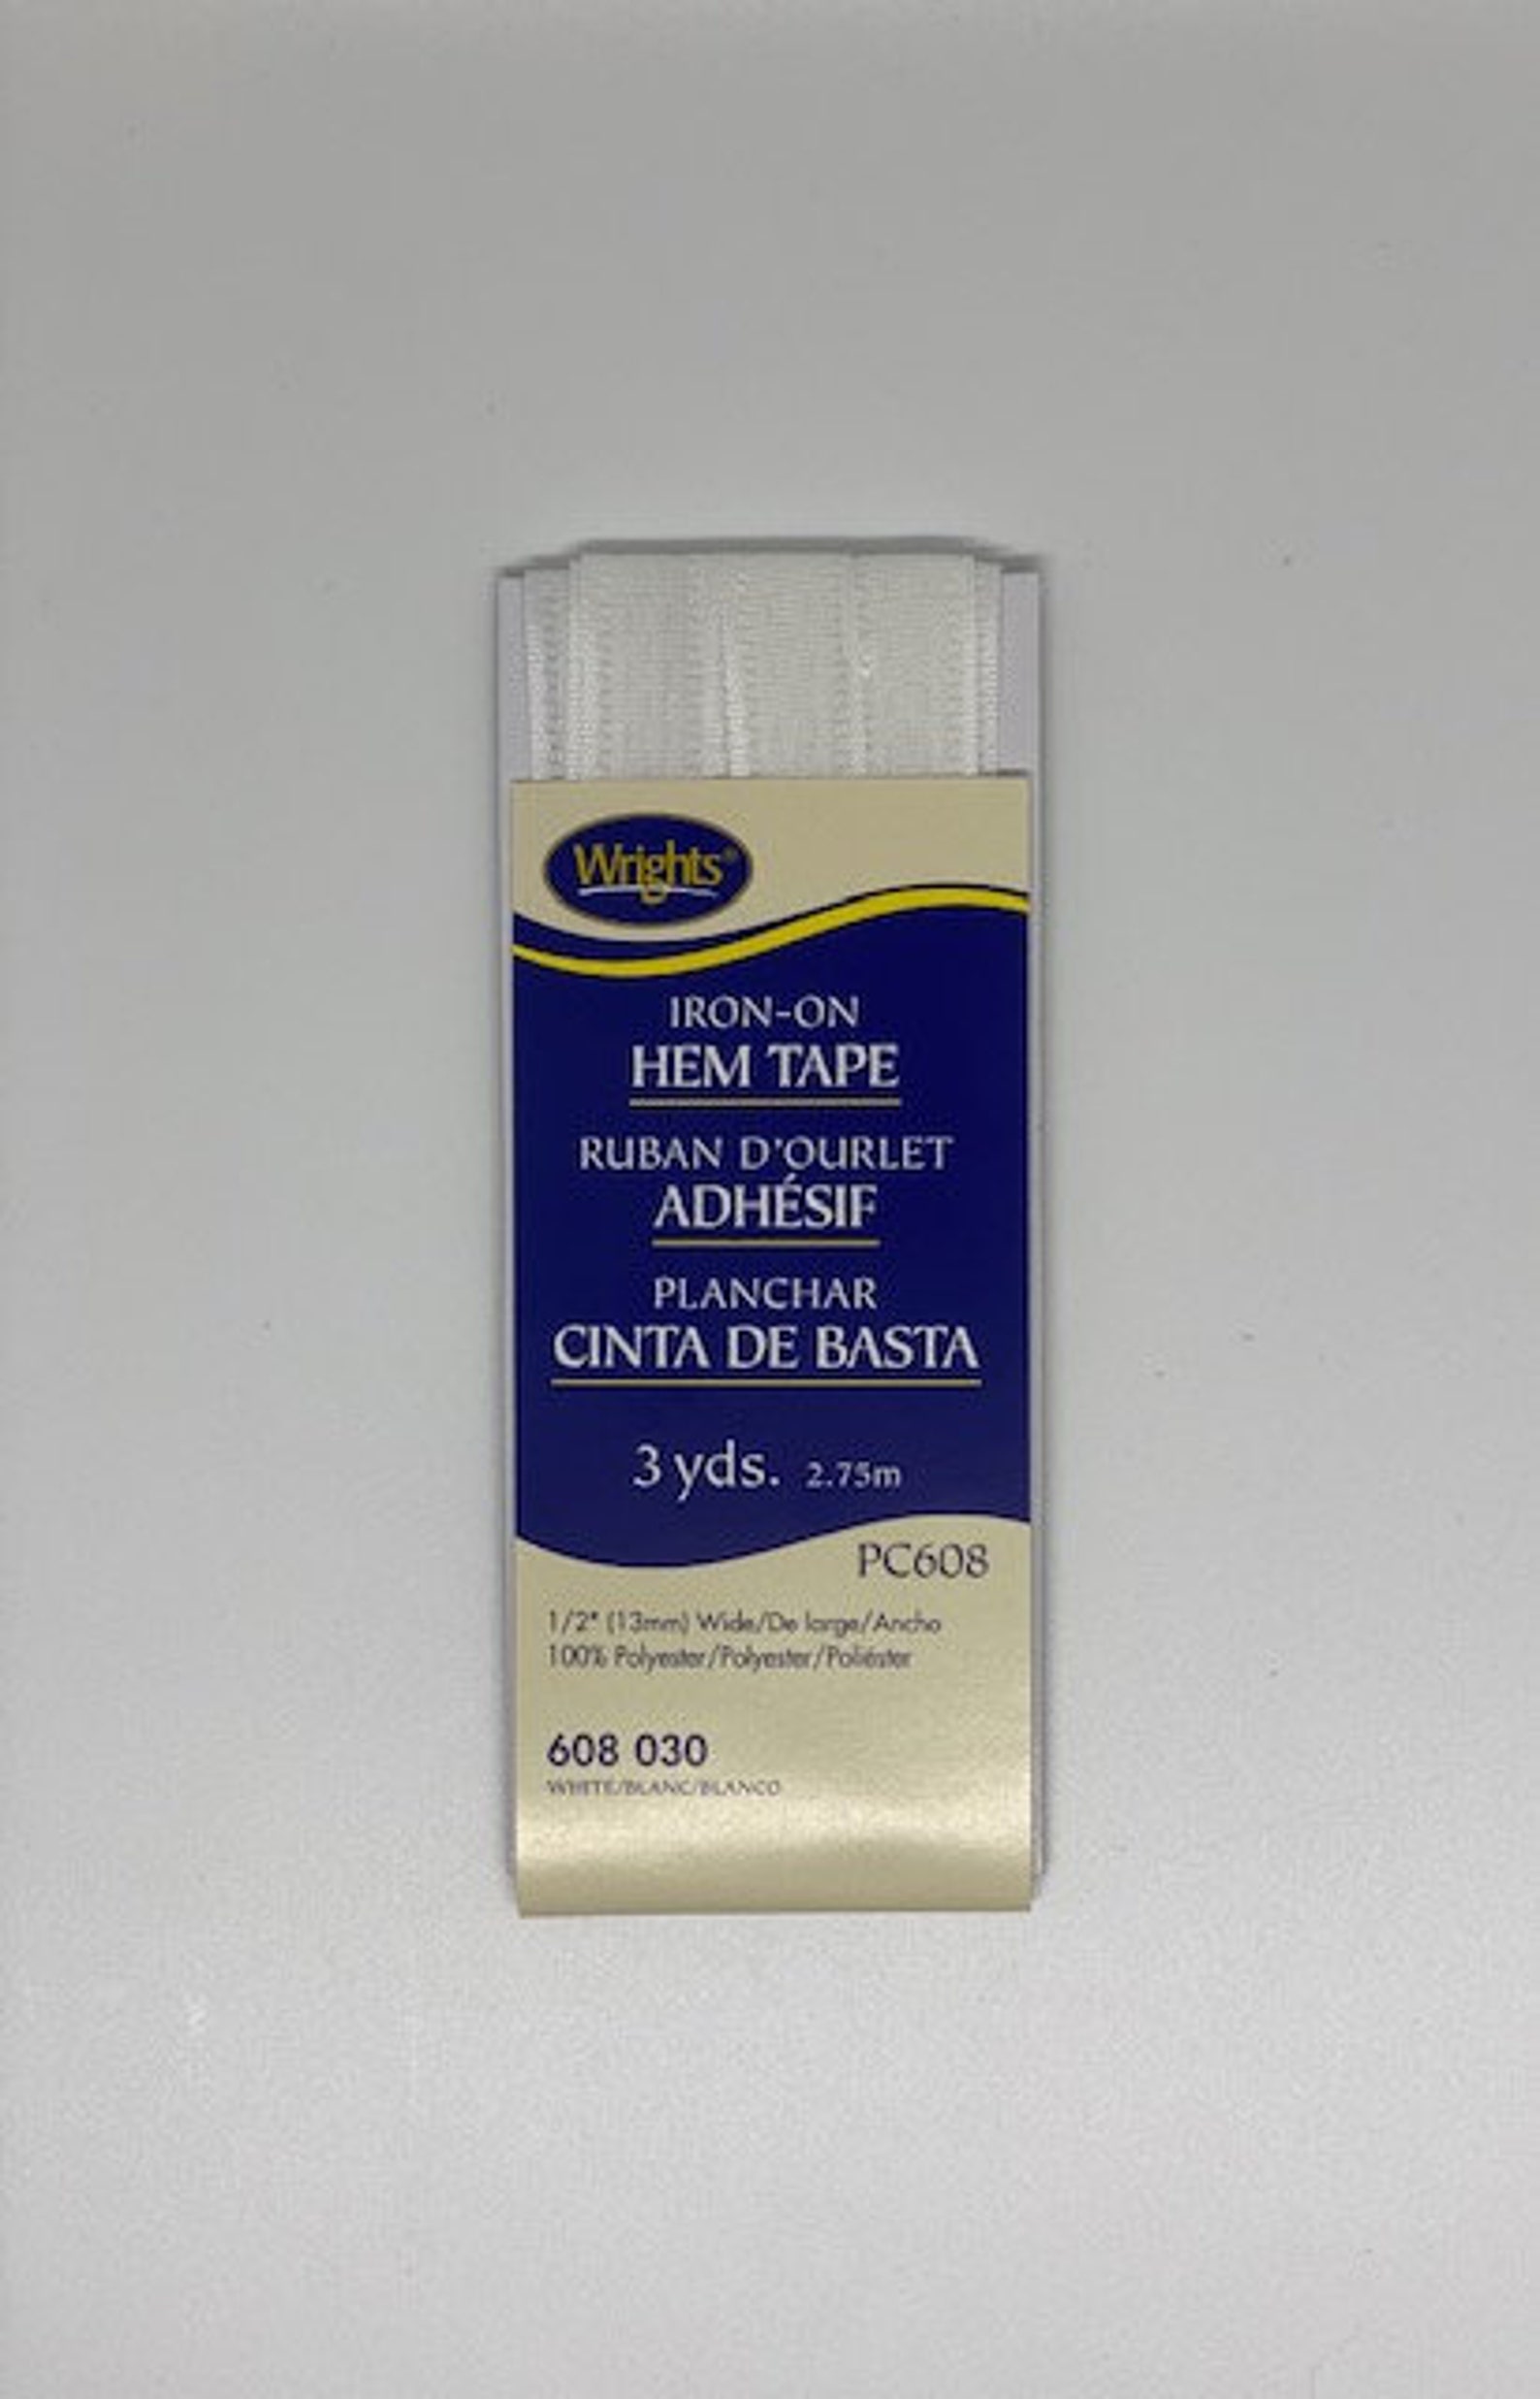 Wrights®
IRON-ON
HEM TAPE
RUBAN D'OURLET
ADHÉSIF
PLANCHAR
CINTA DE BASTA
3 yds. 2.75m
PC608
1/2" (13mm) Wide/De large/Ancho
100% Polyester/Polyester/Poliéster
608 030
WHITE/BLANC/BLANCO